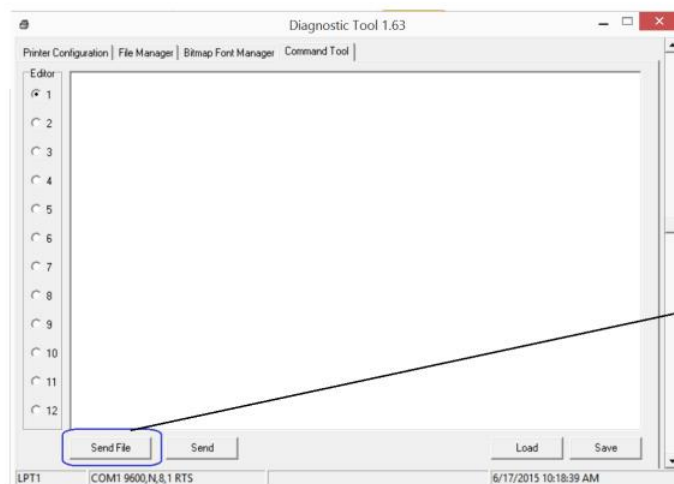 Diagnostic Tool 1.63
Printer Configuration File Manager Bitmap Font Manager Command Tool
Editor
1
2
3
4
5
6
7
8
9
10
11
12
Send File Send Load Save
LPT1 COM1 9600,N,8,1 RTS 6/17/2015 10:18:39 AM